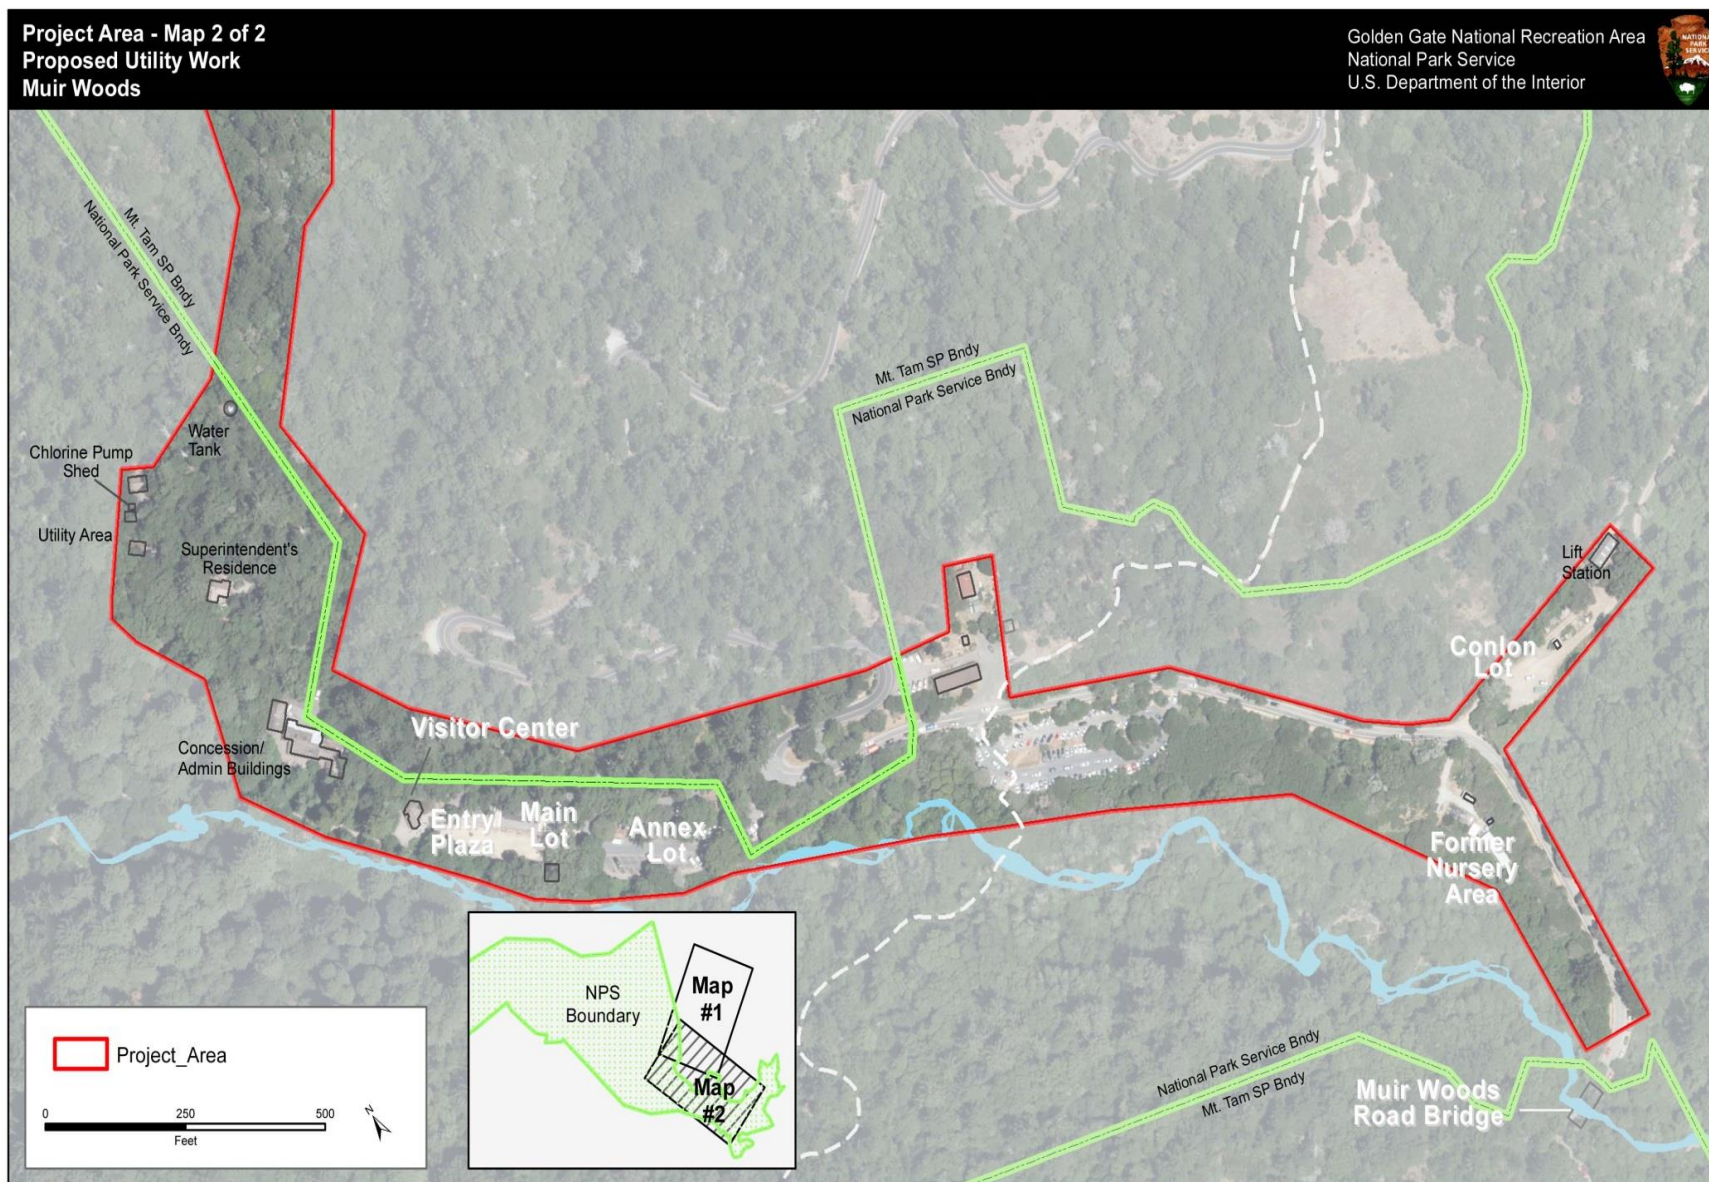 Project Area - Map 2 of 2
Proposed Utility Work
Muir Woods
Golden Gate National Recreation Area
National Park Service
U.S. Department of the Interior
NATIONAL
PARK
SERVICE
Mt. Tam SP Bndy
National Park Service Bndy
Mt. Tam SP Bndy
National Park Service Bndy
Water
Tank
Chlorine Pump
Shed
Utility Area
Superintendent's
Residence
Lift
Station
Conlon
Lot
Visitor Center
Concession/
Admin Buildings
Entry
Plaza
Main
Lot
Annex
Lot
Former
Nursery
Area
NPS
Boundary
Map
#1
Map
#2
Project_Area
0 250 500
Feet
N
National Park Service Bndy
Mt. Tam SP Bndy
Muir Woods
Road Bridge